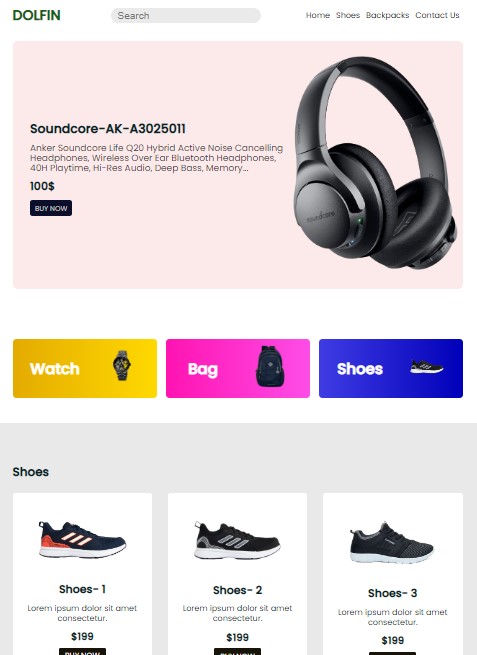 DOLFIN
Search
Home Shoes Backpacks Contact Us
Soundcore-AK-A3025011
Anker Soundcore Life Q20 Hybrid Active Noise Cancelling
Headphones, Wireless Over Ear Bluetooth Headphones,
40H Playtime, Hi-Res Audio, Deep Bass, Memory...
100$
BUY NOW
soundcore
Watch
Bag
Shoes
Shoes
Shoes- 1
Shoes- 2
Shoes- 3
Lorem ipsum dolor sit amet
consectetur.
Lorem ipsum dolor sit amet
consectetur.
Lorem ipsum dolor sit amet
consectetur.
$199
$199
$199
BUY NOW